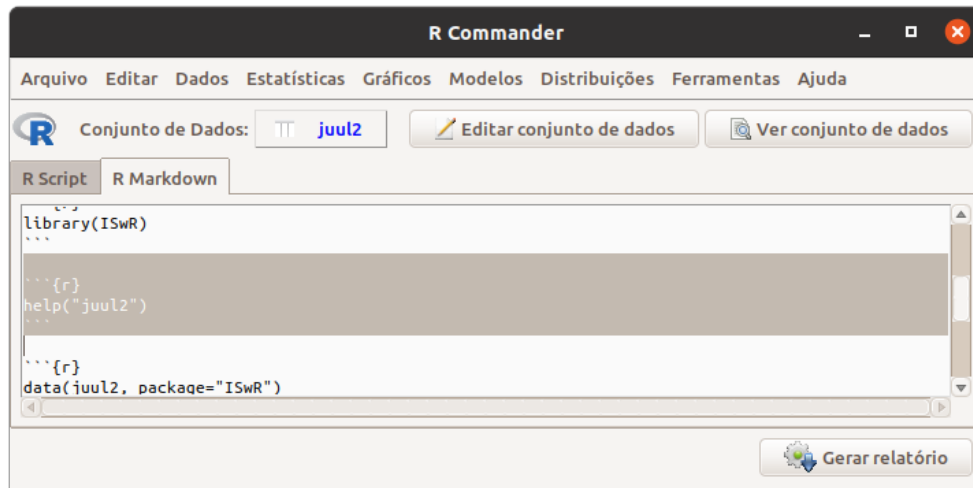 R Commander
Arquivo Editar Dados Estatísticas Gráficos Modelos Distribuições Ferramentas Ajuda
R Conjunto de Dados: juul2 Editar conjunto de dados Ver conjunto de dados
R Script R Markdown
library(ISwR)
```
```{r}
help("juul2")
```
```{r}
data(juul2, package="ISwR")
Gerar relatório